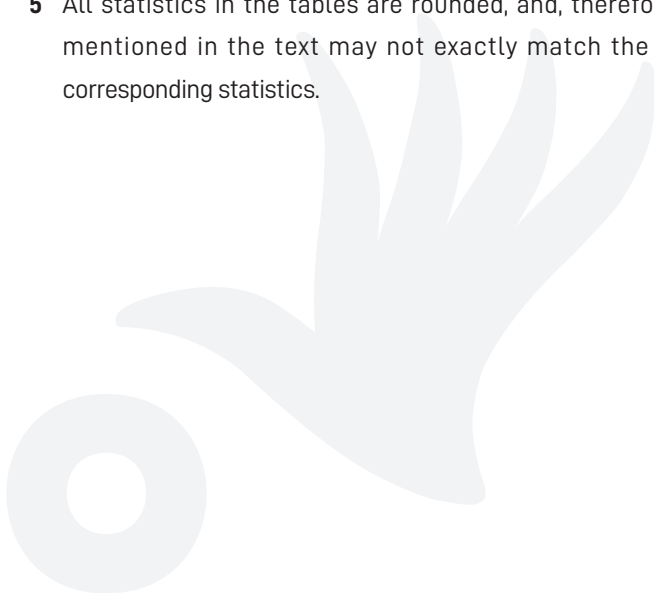 5 All statistics in the tables are rounded, and,
mentioned in the text may not exactly match the
corresponding statistics.